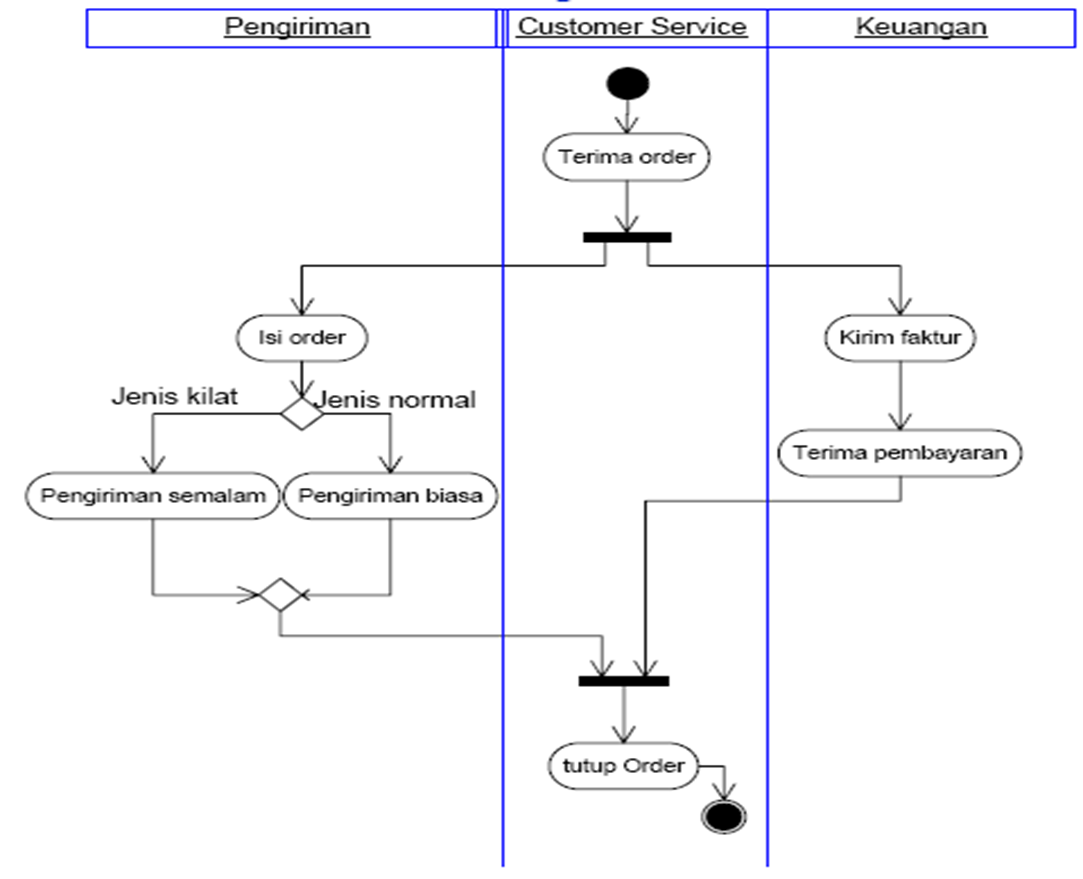 Pengiriman
Customer Service
Keuangan
Terima order
Isi order
Kirim faktur
Jenis kilat
Jenis normal
Terima pembayaran
Pengiriman semalam
Pengiriman biasa
tutup Order